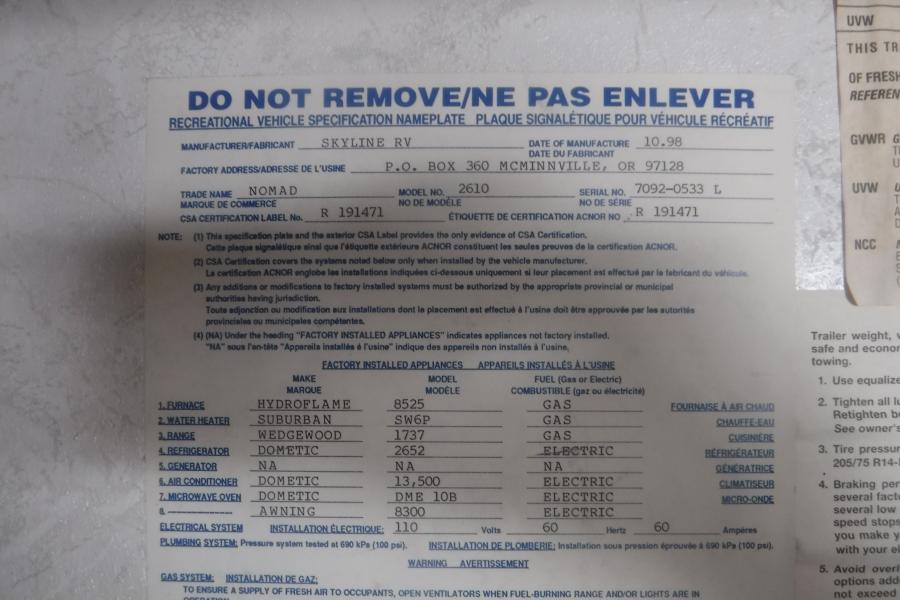 DO NOT REMOVE/NE PAS ENLEVER
RECREATIONAL VEHICLE SPECIFICATION NAMEPLATE PLAQUE SIGNALÉTIQUE POUR VÉHICULE RÉCRÉATIF
MANUFACTURER/FABRICANT SKYLINE RV DATE OF MANUFACTURE 10.98
DATE DU FABRICANT
FACTORY ADDRESS/ADRESSE DE L'USINE P.O. BOX 360 MCMINNVILLE, OR 97128
TRADE NAME NOMAD MODEL NO. 2610 SERIAL NO. 7092-0533 L
MARQUE DE COMMERCE NO DE MODÈLE NO DE SÉRIE
CSA CERTIFICATION LABEL No. R 191471 ÉTIQUETTE DE CERTIFICATION ACNOR NO R 191471
NOTE: (1) This specification plate and the exterior CSA Label provides the only evidence of CSA Certification.
Cette plaque signalétique ainsi que l'étiquette extérieure ACNOR constituent les seules preuves de la certification ACNOR.
(2) CSA Certification covers the systems noted below only when installed by the vehicle manufacturer.
La certification ACNOR englobe les installations indiquées ci-dessous uniquement si leur placement est effectué par le fabricant du véhicule.
(3) Any additions or modifications to factory installed systems must be authorized by the appropriate provincial or municipal
authorities having jurisdiction.
Toute adjonction ou modification aux installations dont le placement est effectué à l'usine doit être approuvée par les autorités
provinciales ou municipales compétentes.
(4) (NA) Under the heading "FACTORY INSTALLED APPLIANCES" indicates appliances not factory installed.
"NA" sous l'en-tête "Appareils installés à l'usine" indique des appareils non installés à l'usine.
FACTORY INSTALLED APPLIANCES APPAREILS INSTALLÉS À L'USINE
MAKE MODEL FUEL (Gas or Electric)
MARQUE MODÈLE COMBUSTIBLE (gaz ou électricité)
1. FURNACE HYDROFLAME 8525 GAS FOURNAISE À AIR CHAUD
2. WATER HEATER SUBURBAN SW6P GAS CHAUFFE-EAU
3. RANGE WEDGEWOOD 1737 GAS CUISINIÈRE
4. REFRIGERATOR DOMETIC 2652 ELECTRIC RÉFRIGÉRATEUR
5. GENERATOR NA NA NA GÉNÉRATRICE
6. AIR CONDITIONER DOMETIC 13,500 ELECTRIC CLIMATISEUR
7. MICROWAVE OVEN DOMETIC DME 10B ELECTRIC MICRO-ONDE
8. AWNING 8300 ELECTRIC
ELECTRICAL SYSTEM INSTALLATION ÉLECTRIQUE: 110 Volts 60 Hertz 60 Ampères
PLUMBING SYSTEM: Pressure system tested at 690 kPa (100 psi). INSTALLATION DE PLOMBERIE: Installation sous pression éprouvée à 690 kPa (100 psi).
WARNING AVERTISSEMENT
GAS SYSTEM: INSTALLATION DE GAZ:
TO ENSURE A SUPPLY OF FRESH AIR TO OCCUPANTS, OPEN VENTILATORS WHEN FUEL-BURNING RANGE AND/OR LIGHTS ARE IN
UVW
THIS TR
OF FRESH
REFEREN
GVWR
UVW
NCC
Trailer weight,
safe and econo
towing.
1. Use equalize
2. Tighten all lu
Retighten be
See owner's
3. Tire pressur
205/75 R14-
4. Braking per
several factu
several low
speed stops
you make y
with your el
5. Avoid overl
options adde
not exceed